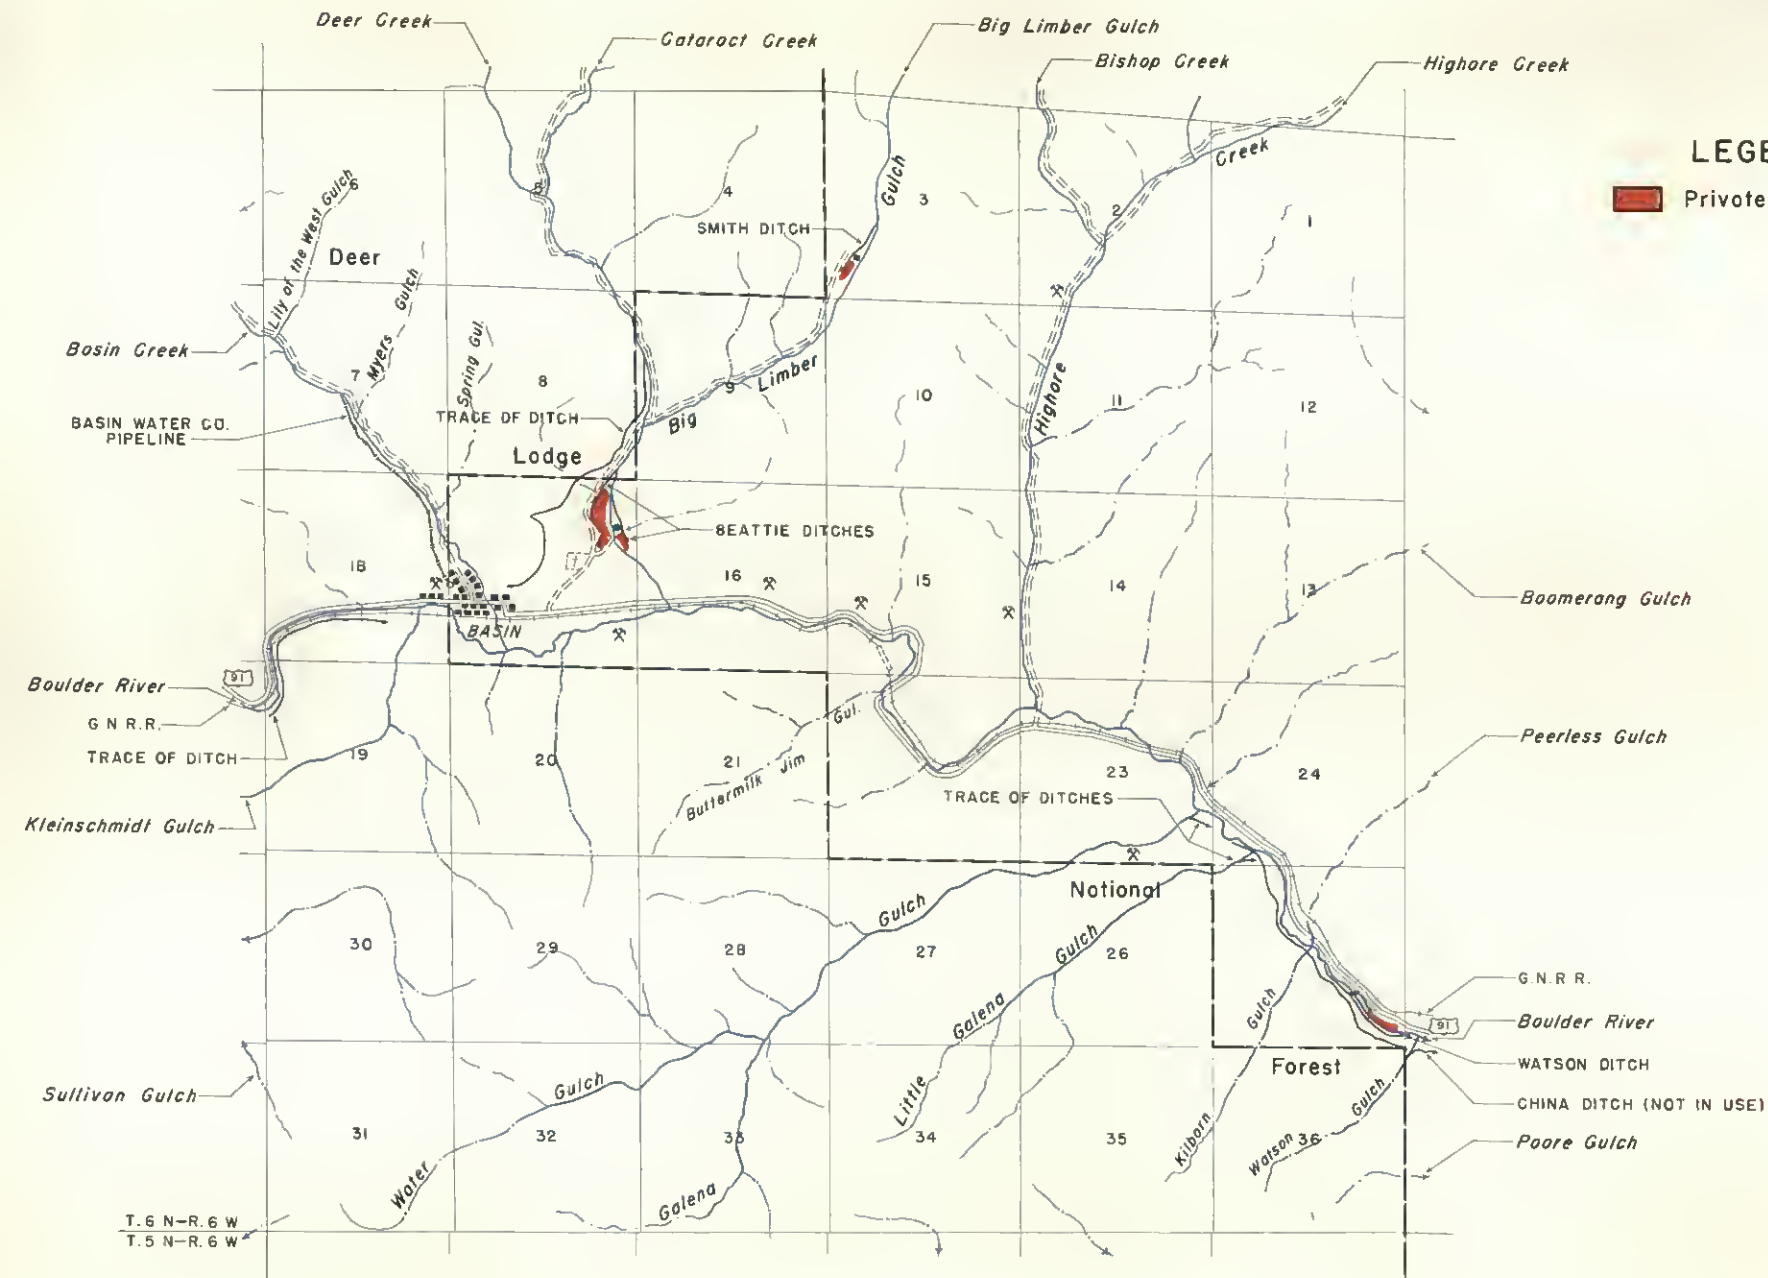 Deer Creek
Cataract Creek
Big Limber Gulch
Bishop Creek
Highore Creek
LEGE
Private
Creek
Gulch
6
5
4
3
2
1
SMITH DITCH
Lily of the West Gulch
Deer
Myers Gulch
Spring Gul.
Basin Creek
7
8
9
10
11
12
Big Limber
Highore
BASIN WATER CO.
PIPELINE
TRACE OF DITCH
Lodge
BEATTIE DITCHES
18
16
15
14
13
Boomerang Gulch
BASIN
91
Boulder River
G N R.R.
TRACE OF DITCH
19
20
21
Buttermilk Jim Gul.
23
24
Peerless Gulch
TRACE OF DITCHES
Kleinschmidt Gulch
National
Gulch
30
29
28
27
26
Gulch
Little Galena
Gulch
G.N.R R.
91
Boulder River
Forest
WATSON DITCH
CHINA DITCH (NOT IN USE)
Sullivan Gulch
Gulch
31
32
33
34
35
36
Kilborn
Watson Gulch
Poore Gulch
Water
Galena
T. 6 N–R. 6 W
T. 5 N–R. 6 W